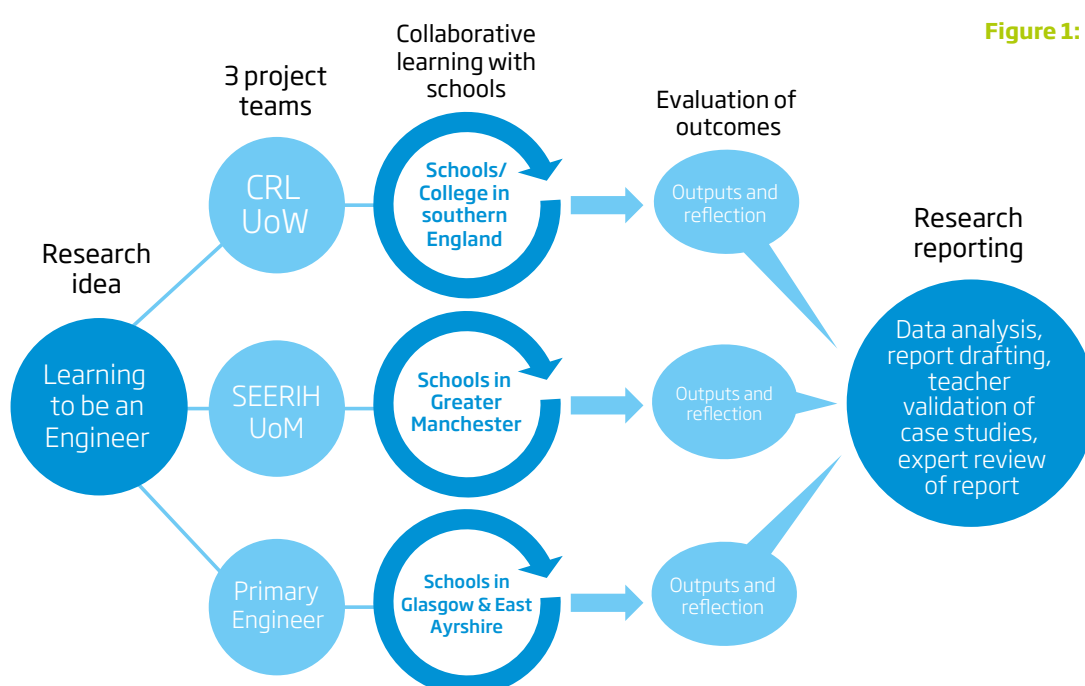 Figure 1:
Collaborative
learning with
schools
3 project
teams
Evaluation of
outcomes
Research
idea
Research
reporting
Learning
to be an
Engineer
CRL
UoW
Schools/
College in
southern
England
Outputs and
reflection
SEERIH
UoM
Schools in
Greater
Manchester
Outputs and
reflection
Primary
Engineer
Schools in
Glasgow & East
Ayrshire
Outputs and
reflection
Data analysis,
report drafting,
teacher
validation of
case studies,
expert review
of report